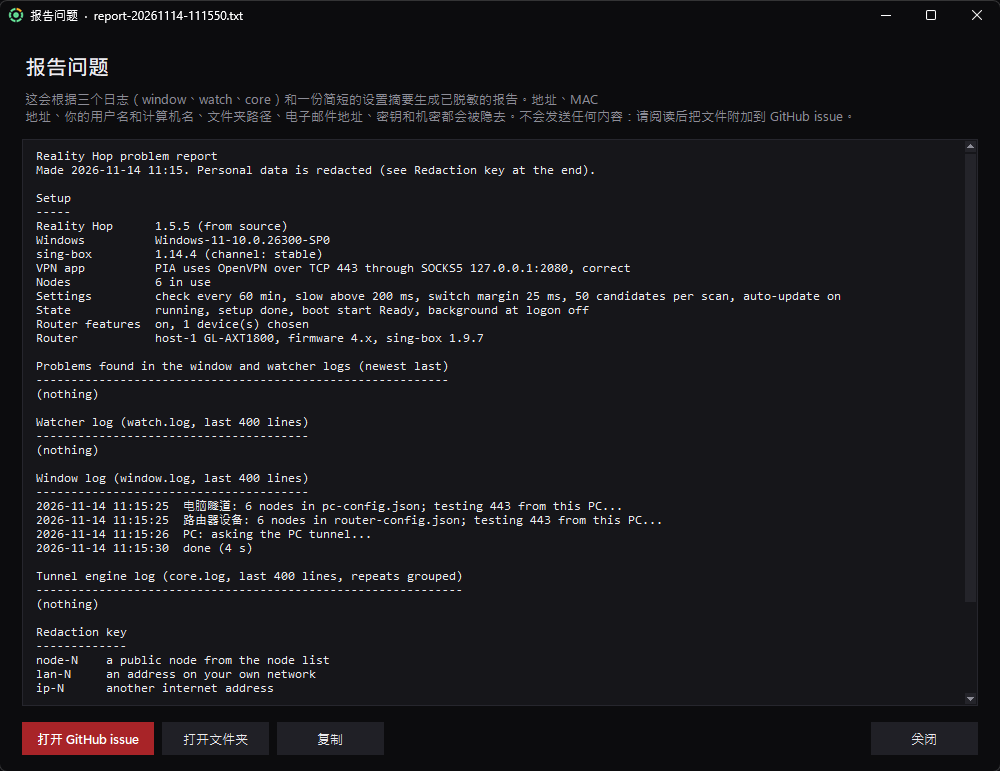 报告问题 · report-20261114-111550.txt
报告问题
这会根据三个日志（window、watch、core）和一份简短的设置摘要生成已脱敏的报告。地址、MAC
地址、你的用户名和计算机名、文件夹路径、电子邮件地址、密钥和机密都会被隐去。不会发送任何内容：请阅读后把文件附加到 GitHub issue。
Reality Hop problem report
Made 2026-11-14 11:15. Personal data is redacted (see Redaction key at the end).
Setup
-----
Reality Hop      1.5.5 (from source)
Windows          Windows-11-10.0.26300-SP0
sing-box         1.14.4 (channel: stable)
VPN app          PIA uses OpenVPN over TCP 443 through SOCKS5 127.0.0.1:2080, correct
Nodes            6 in use
Settings         check every 60 min, slow above 200 ms, switch margin 25 ms, 50 candidates per scan, auto-update on
State            running, setup done, boot start Ready, background at logon off
Router features  on, 1 device(s) chosen
Router           host-1 GL-AXT1800, firmware 4.x, sing-box 1.9.7
Problems found in the window and watcher logs (newest last)
-----------------------------------------------------------
(nothing)
Watcher log (watch.log, last 400 lines)
---------------------------------------
(nothing)
Window log (window.log, last 400 lines)
---------------------------------------
2026-11-14 11:15:25  电脑隧道: 6 nodes in pc-config.json; testing 443 from this PC...
2026-11-14 11:15:25  路由器设备: 6 nodes in router-config.json; testing 443 from this PC...
2026-11-14 11:15:26  PC: asking the PC tunnel...
2026-11-14 11:15:30  done (4 s)
Tunnel engine log (core.log, last 400 lines, repeats grouped)
-------------------------------------------------------------
(nothing)
Redaction key
-------------
node-N    a public node from the node list
lan-N     an address on your own network
ip-N      another internet address
打开 GitHub issue
打开文件夹
复制
关闭